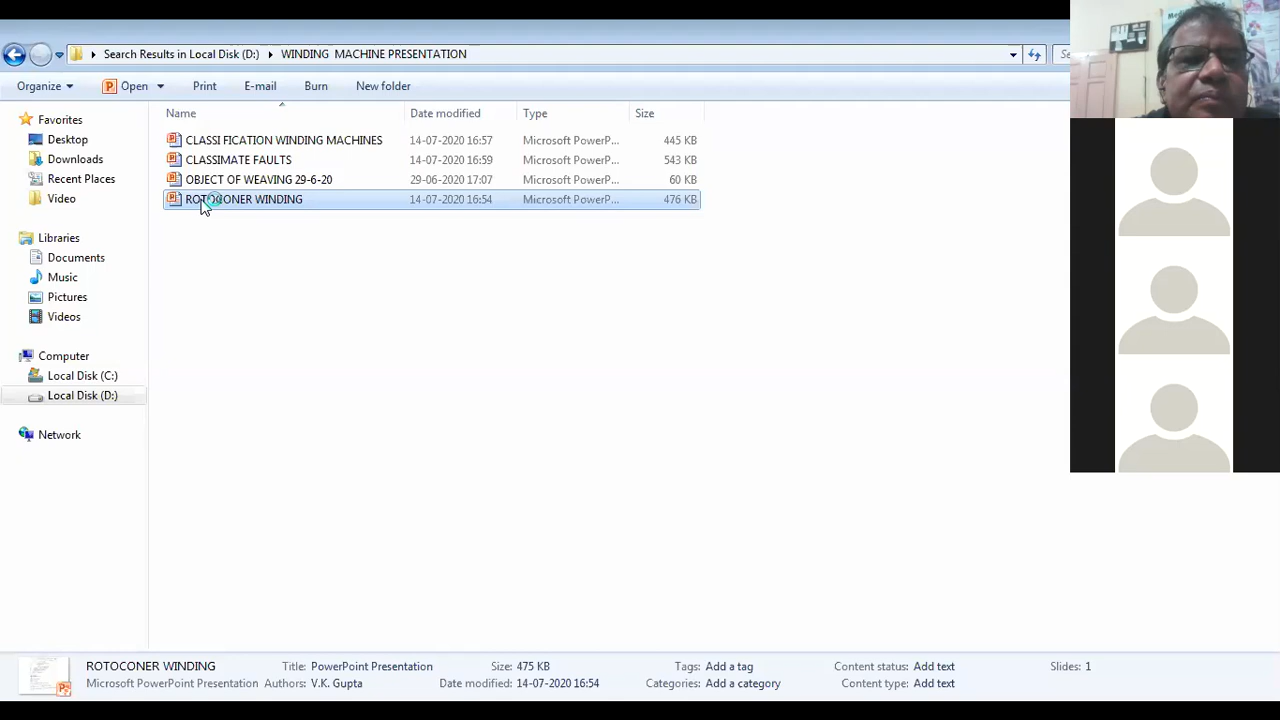 Search Results in Local Disk (D:) WINDING MACHINE PRESENTATION
Organize Open Print E-mail Burn New folder
Name Date modified Type Size
CLASSI FICATION WINDING MACHINES 14-07-2020 16:57 Microsoft PowerP... 445 KB
CLASSIMATE FAULTS 14-07-2020 16:59 Microsoft PowerP... 543 KB
OBJECT OF WEAVING 29-6-20 29-06-2020 17:07 Microsoft PowerP... 60 KB
ROTOCONER WINDING 14-07-2020 16:54 Microsoft PowerP... 476 KB
Favorites
Desktop
Downloads
Recent Places
Video
Libraries
Documents
Music
Pictures
Videos
Computer
Local Disk (C:)
Local Disk (D:)
Network
ROTOCONER WINDING Title: PowerPoint Presentation Size: 475 KB Tags: Add a tag Content status: Add text Slides: 1
Microsoft PowerPoint Presentation Authors: V.K. Gupta Date modified: 14-07-2020 16:54 Categories: Add a category Content type: Add text